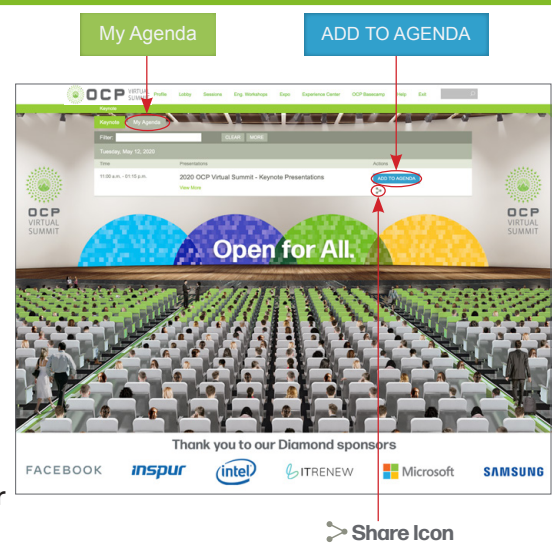 My Agenda
ADD TO AGENDA
OCP VIRTUAL SUMMIT
Profile Lobby Sessions Eng. Workshops Expo Experience Center OCP Basecamp Help Exit
Keynote
Keynote My Agenda
Filter: CLEAR MORE
Tuesday, May 12, 2020
Time Presentations Actions
11:00 a.m. - 01:10 p.m. 2020 OCP Virtual Summit - Keynote Presentations ADD TO AGENDA
View More
OCP
VIRTUAL
SUMMIT
OCP
VIRTUAL
SUMMIT
Open for All.
Thank you to our Diamond sponsors
FACEBOOK inspur intel ITRENEW Microsoft SAMSUNG
r
Share Icon